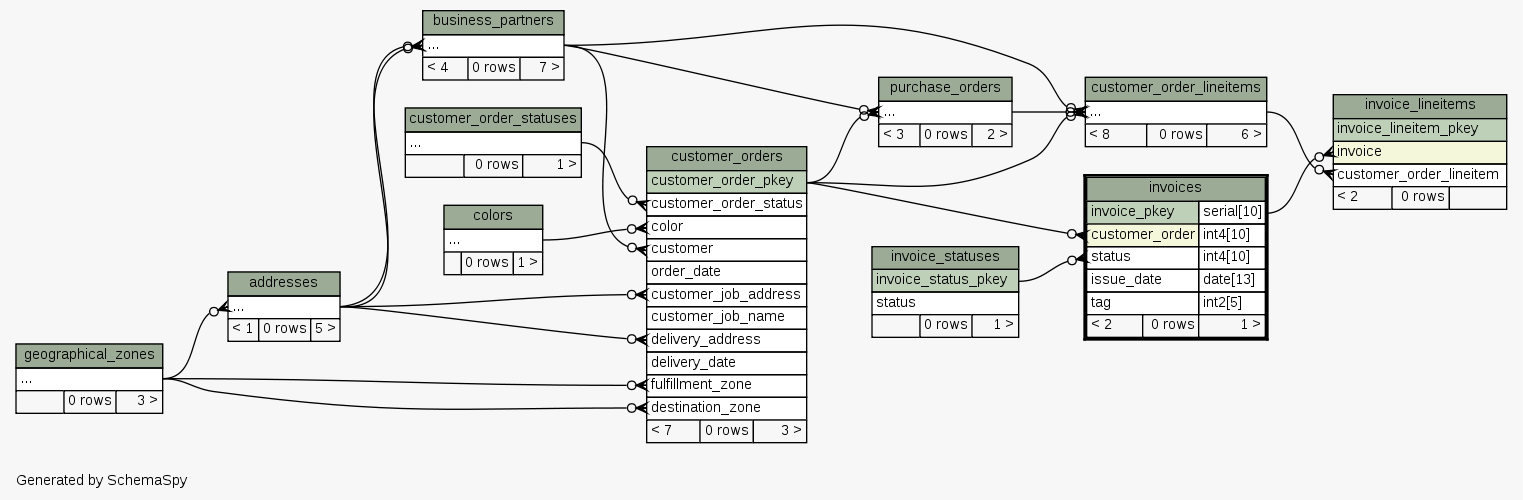 business_partners
...
< 4 0 rows 7 >
customer_order_statuses
...
0 rows 1 >
colors
...
0 rows 1 >
addresses
...
< 1 0 rows 5 >
geographical_zones
...
0 rows 3 >
customer_orders
customer_order_pkey
customer_order_status
color
customer
order_date
customer_job_address
customer_job_name
delivery_address
delivery_date
fulfillment_zone
destination_zone
< 7 0 rows 3 >
purchase_orders
...
< 3 0 rows 2 >
invoice_statuses
invoice_status_pkey
status
0 rows 1 >
customer_order_lineitems
...
< 8 0 rows 6 >
invoices
invoice_pkey serial[10]
customer_order int4[10]
status int4[10]
issue_date date[13]
tag int2[5]
< 2 0 rows 1 >
invoice_lineitems
invoice_lineitem_pkey
invoice
customer_order_lineitem
< 2 0 rows
Generated by SchemaSpy